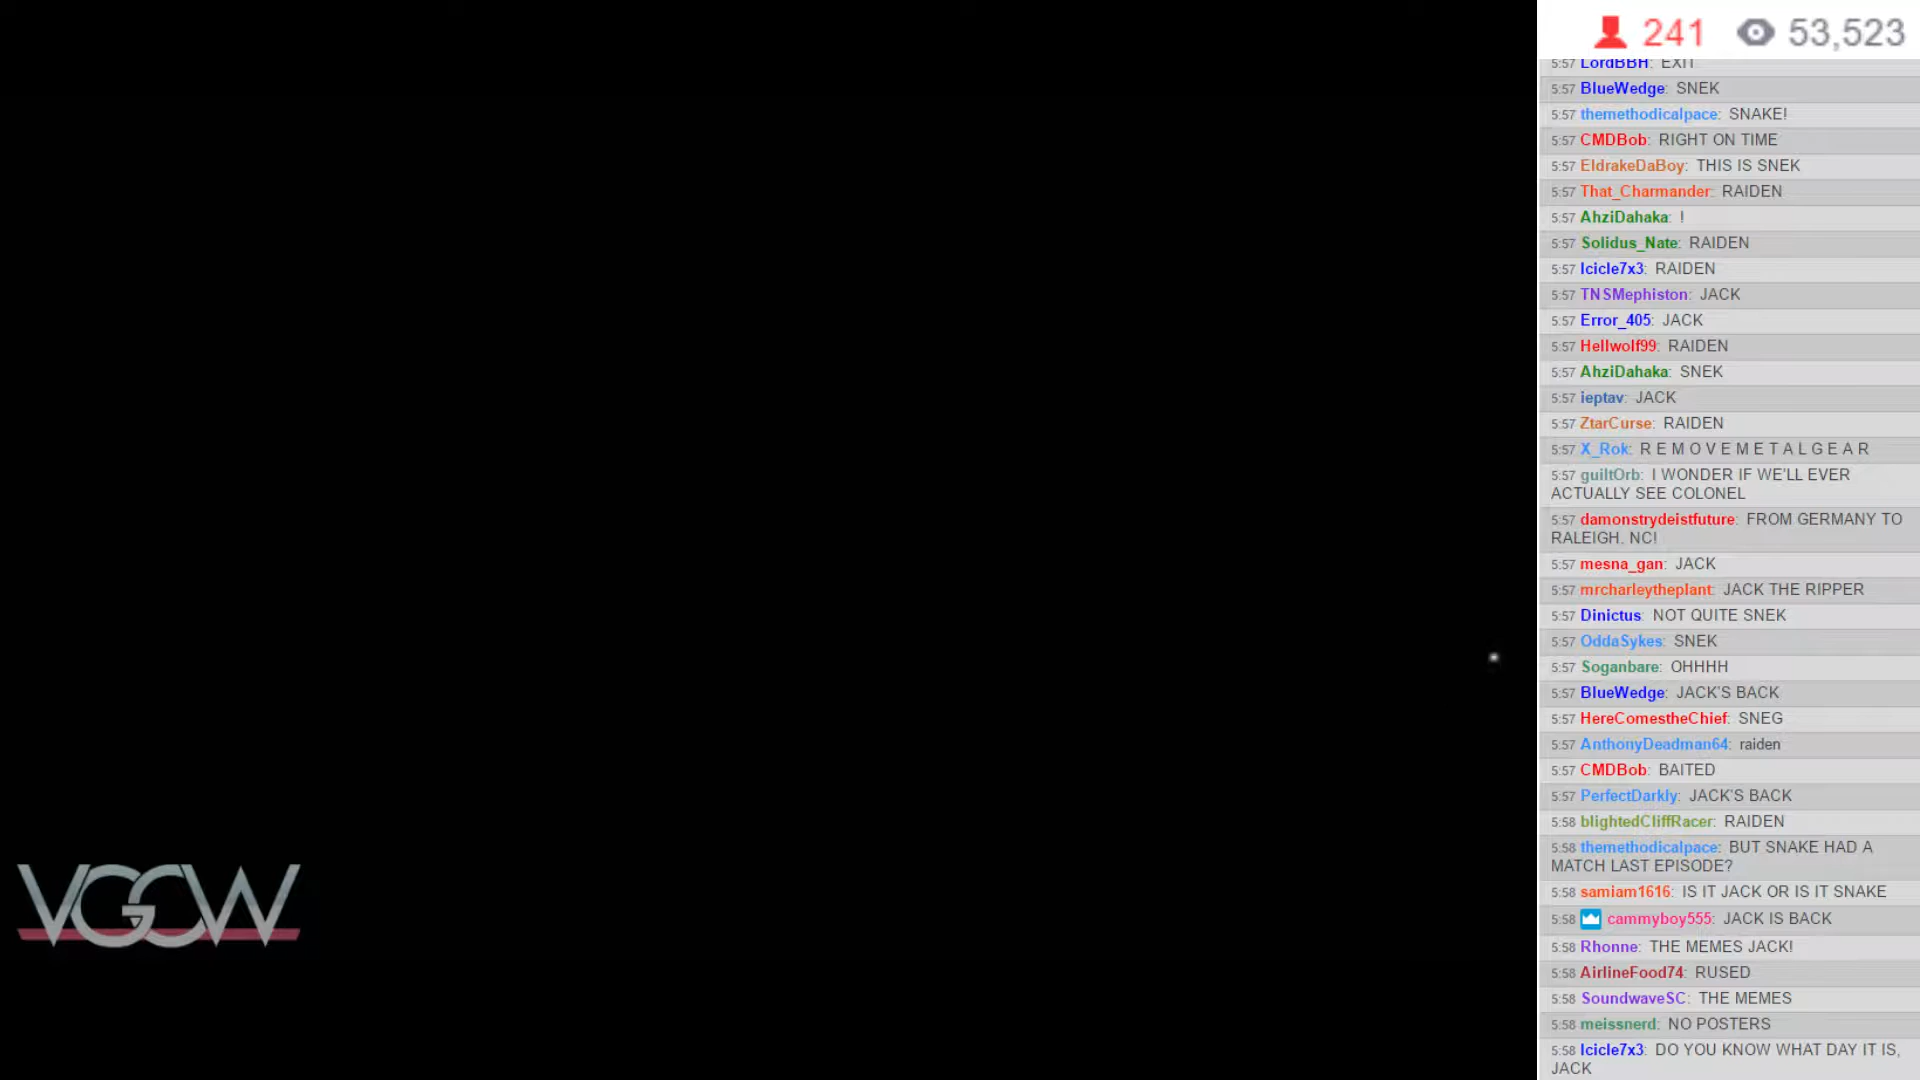 241 53,523
5:57 LordBBH: EXIT
5:57 BlueWedge: SNEK
5:57 themethodicalpace: SNAKE!
5:57 CMDBob: RIGHT ON TIME
5:57 EldrakeDaBoy: THIS IS SNEK
5:57 That_Charmander: RAIDEN
5:57 AhziDahaka: !
5:57 Solidus_Nate: RAIDEN
5:57 Icicle7x3: RAIDEN
5:57 TNSMephiston: JACK
5:57 Error_405: JACK
5:57 Hellwolf99: RAIDEN
5:57 AhziDahaka: SNEK
5:57 ieptav: JACK
5:57 ZtarCurse: RAIDEN
5:57 X_Rok: R E M O V E M E T A L G E A R
5:57 guiltOrb: I WONDER IF WE'LL EVER
ACTUALLY SEE COLONEL
5:57 damonstrydeistfuture: FROM GERMANY TO
RALEIGH. NC!
5:57 mesna_gan: JACK
5:57 mrcharleytheplant: JACK THE RIPPER
5:57 Dinictus: NOT QUITE SNEK
5:57 OddaSykes: SNEK
5:57 Soganbare: OHHHH
5:57 BlueWedge: JACK'S BACK
5:57 HereComestheChief: SNEG
5:57 AnthonyDeadman64: raiden
5:57 CMDBob: BAITED
5:57 PerfectDarkly: JACK'S BACK
5:58 blightedCliffRacer: RAIDEN
5:58 themethodicalpace: BUT SNAKE HAD A
MATCH LAST EPISODE?
5:58 samiam1616: IS IT JACK OR IS IT SNAKE
5:58 cammyboy555: JACK IS BACK
5:58 Rhonne: THE MEMES JACK!
5:58 AirlineFood74: RUSED
5:58 SoundwaveSC: THE MEMES
5:58 meissnerd: NO POSTERS
5:58 Icicle7x3: DO YOU KNOW WHAT DAY IT IS,
JACK
VGCW